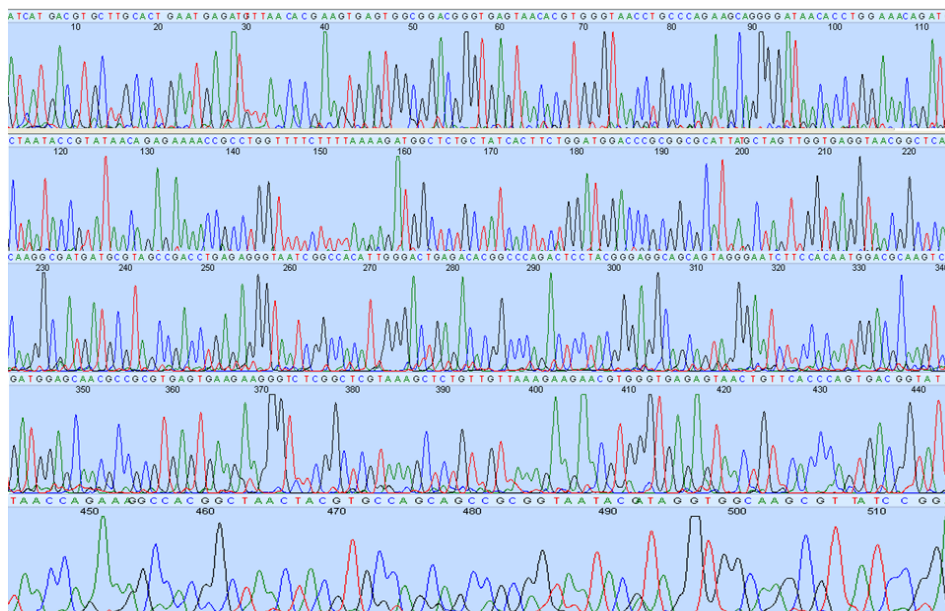 ATCATGACGTGCTTGCACTGAATGAGATGTTAACACGAAGTGAGTGGCGGACGGGTGAGTAACACGTGGGTAACCTGCCCAGAAGCAGGGGATAACACCTGGAAACAGAT
10 20 30 40 50 60 70 80 90 100 110
CTAATACCGTATAACAGAGAAAACCGCCTGGTTTTCTTTTAAAAGATGGCTCTGCTATCACTTCTGGATGGACCCGCGGCGCATTAGCTAGTTGGTGAGGTAACGGCTCA
120 130 140 150 160 170 180 190 200 210 220
CAAGGCGATGATGCGTAGCCGACCTGAGAGGGTAATCGGCCACATTGGGACTGAGACACGGCCCAGACTCCTACGGGAGGCAGCAGTAGGGAATCTTCCACAATGGACGCAAGTC
230 240 250 260 270 280 290 300 310 320 330 340
GATGGAGCAACGCCGCGTGAGTGAAGAAGGGTCTCGGCTCGTAAAGCTCTGTTGTTAAAGAAGAACGTGGGTGAGAGTAACTGTTCACCCAGTGACGGTAT
350 360 370 380 390 400 410 420 430 440
TAACCAGAAAGCCACGGCTAACTACGTGCCAGCAGCCGCGGTAATACGTAGGTGGCAAGCGTTATCCGG
450 460 470 480 490 500 510